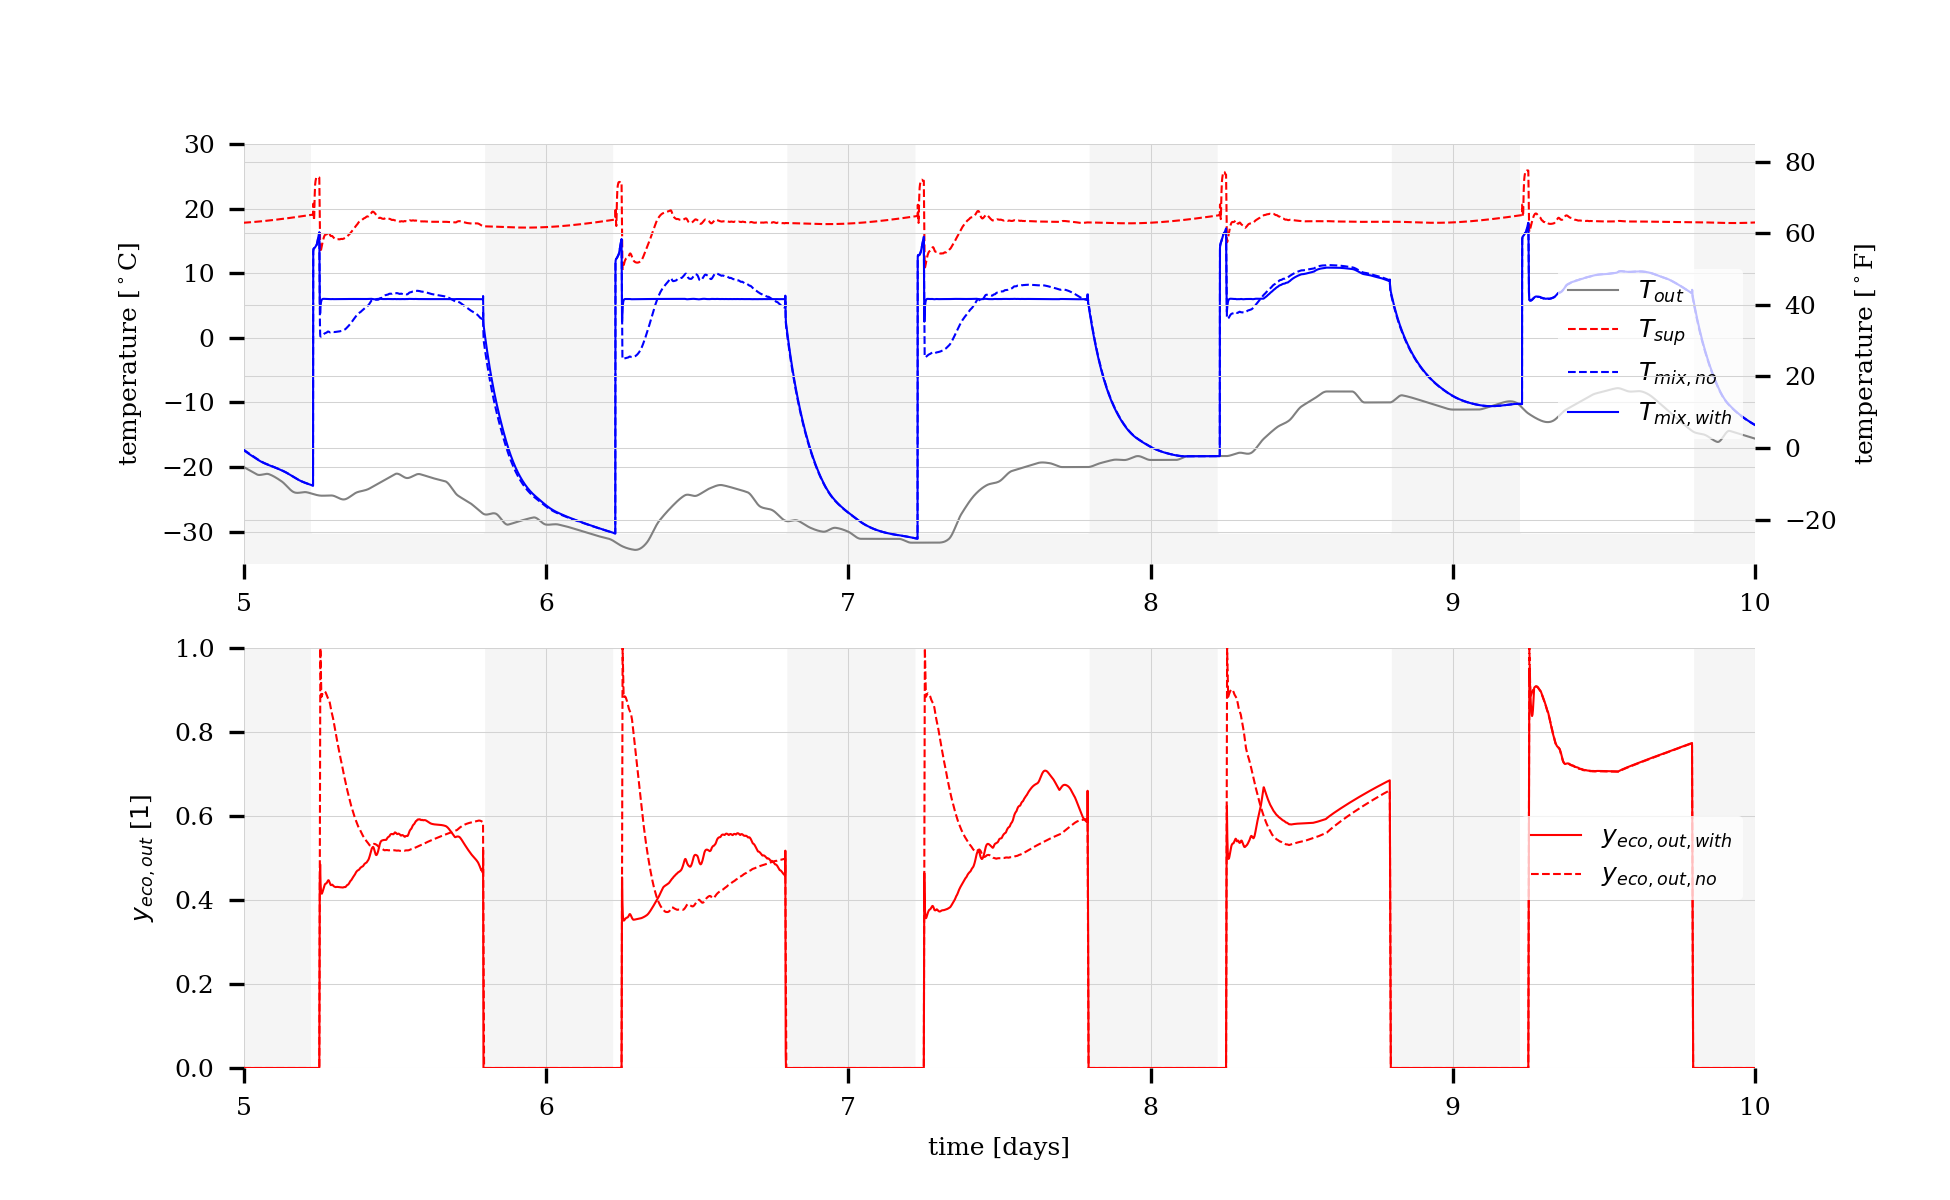 30
20
10
0
−10
−20
−30
temperature [°C]
80
60
40
20
0
−20
temperature [°F]
T_out
T_sup
T_mix,no
T_mix,with
5 6 7 8 9 10
1.0
0.8
0.6
0.4
0.2
0.0
y_eco,out [1]
y_eco,out,with
y_eco,out,no
5 6 7 8 9 10
time [days]